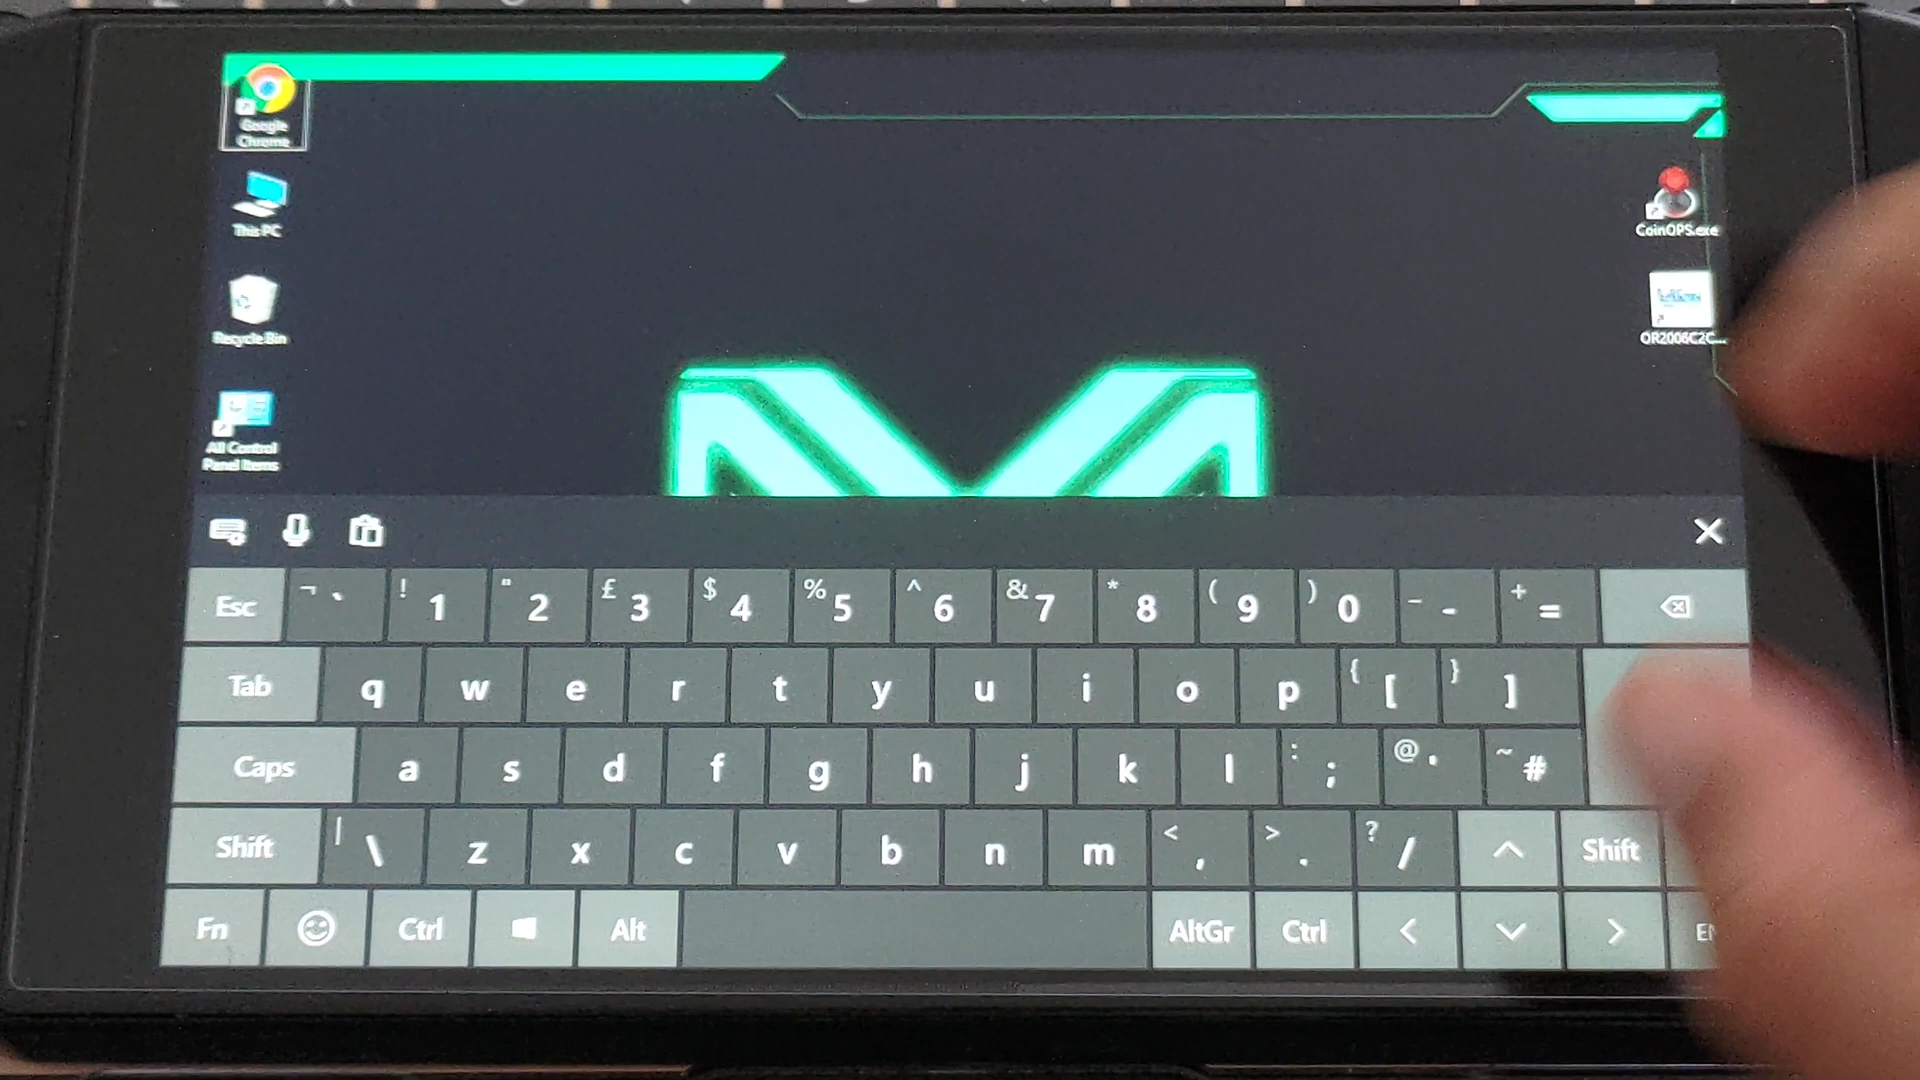 Google
Chrome
This PC
Recycle Bin
All Control
Panel Items
CoinOPS.exe
OR2006C2C...
Esc ¬ ` ! 1 " 2 £ 3 $ 4 % 5 ^ 6 & 7 * 8 ( 9 ) 0 _ - + =
Tab q w e r t y u i o p { [ } ]
Caps a s d f g h j k l : ; @ ' ~ #
Shift | \ z x c v b n m < , > . ? / Shift
Fn Ctrl Alt AltGr Ctrl